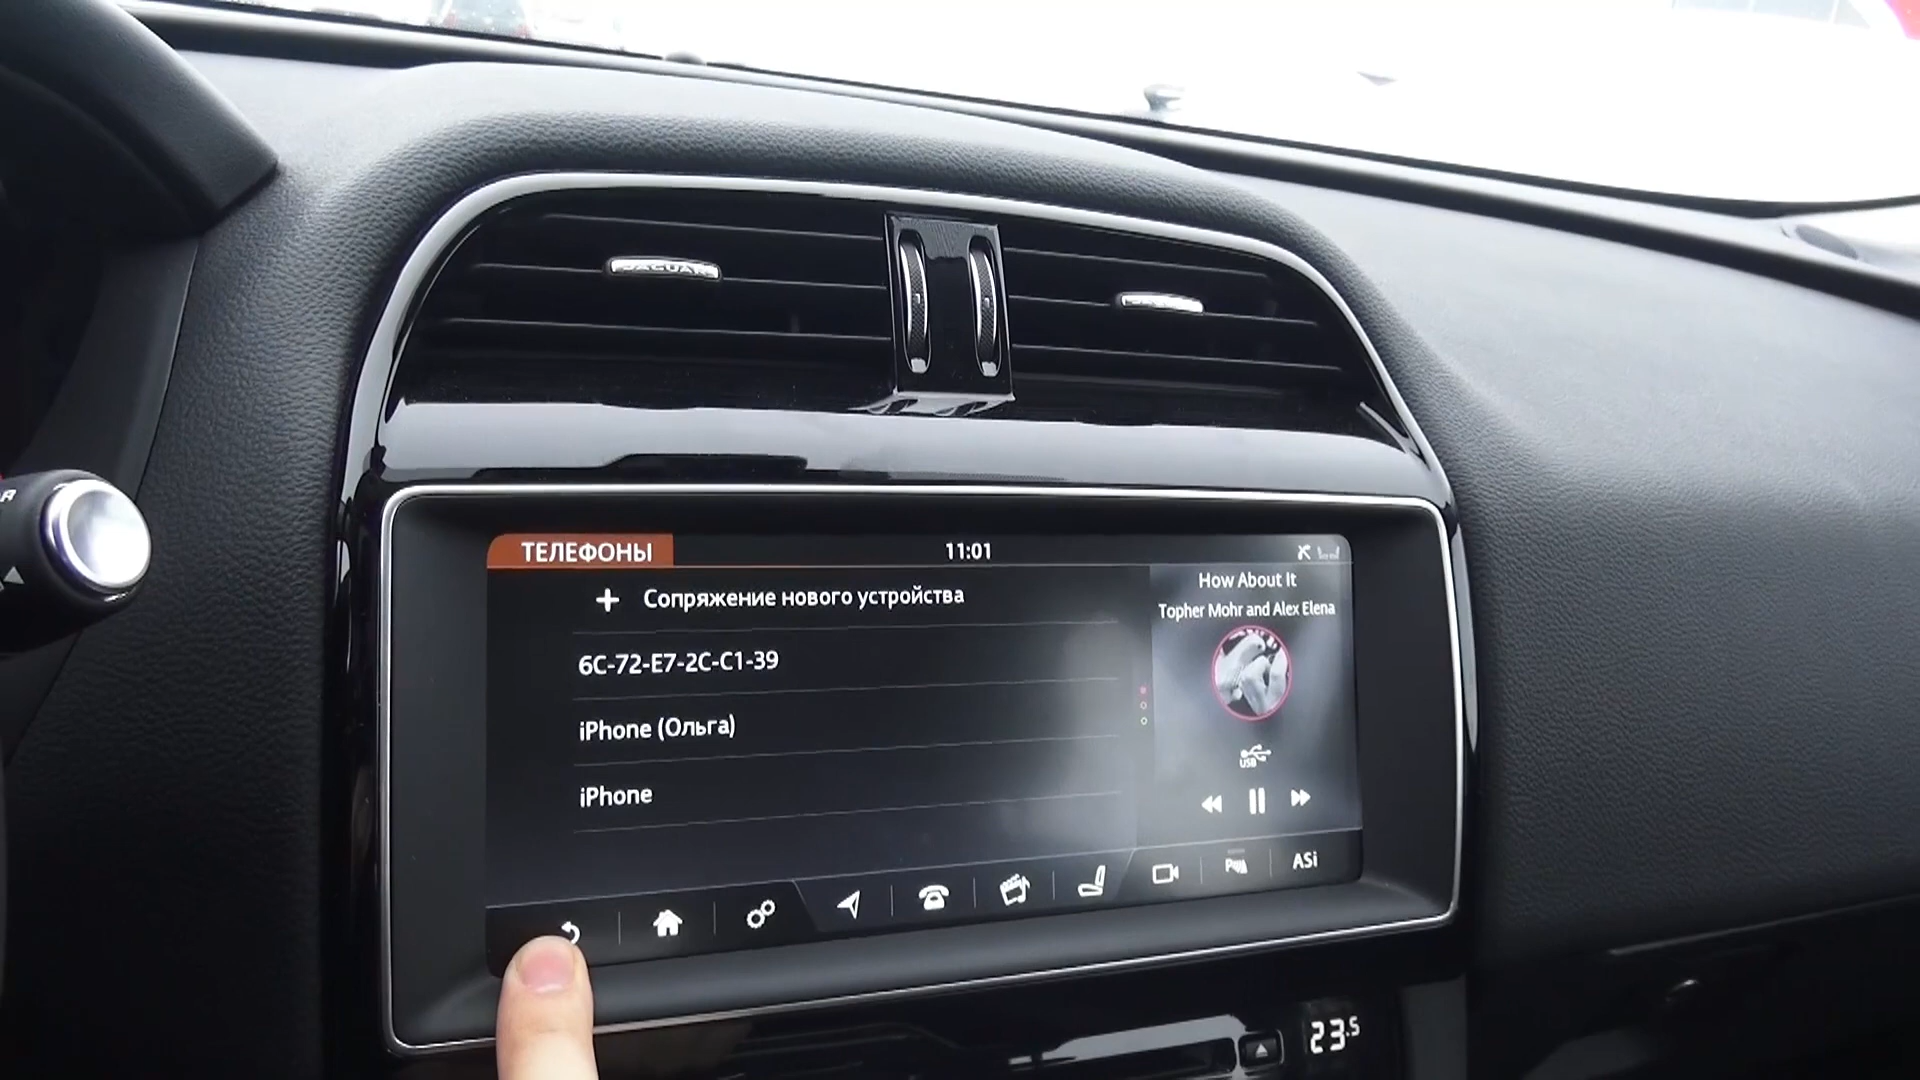 JAGUAR
ТЕЛЕФОНЫ
11:01
Сопряжение нового устройства
6C-72-E7-2C-C1-39
iPhone (Ольга)
iPhone
How About It
Topher Mohr and Alex Elena
USB
ASi
23.5